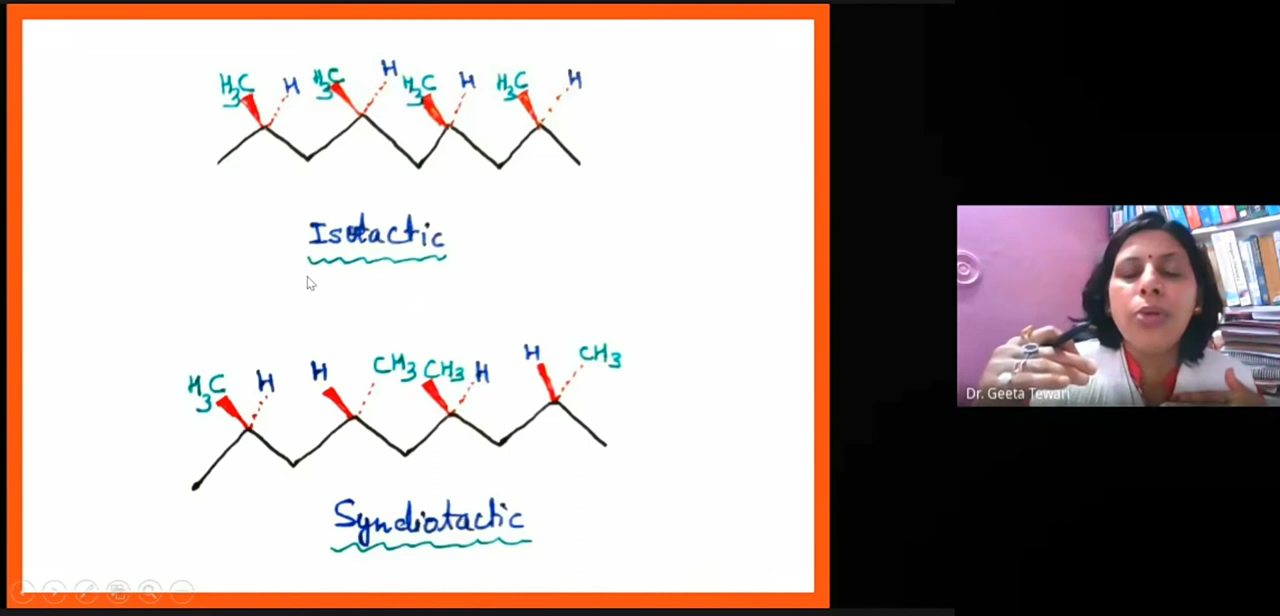 H3C H H3C H H3C H H3C H
Isotactic
H3C H H CH3 CH3 H H CH3
Syndiotactic
Dr. Geeta Tewari